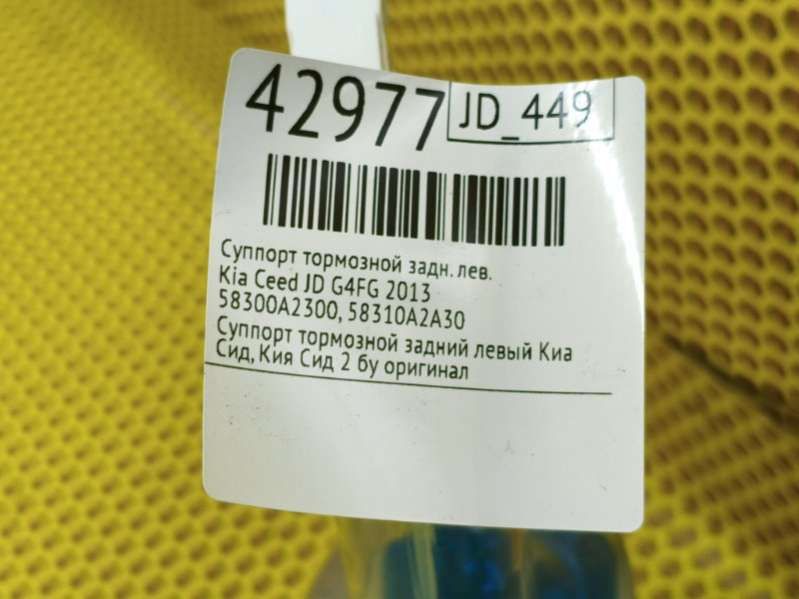 42977 JD_449
Суппорт тормозной задн. лев.
Kia Ceed JD G4FG 2013
58300A2300, 58310A2A30
Суппорт тормозной задний левый Киа
Сид, Кия Сид 2 бу оригинал